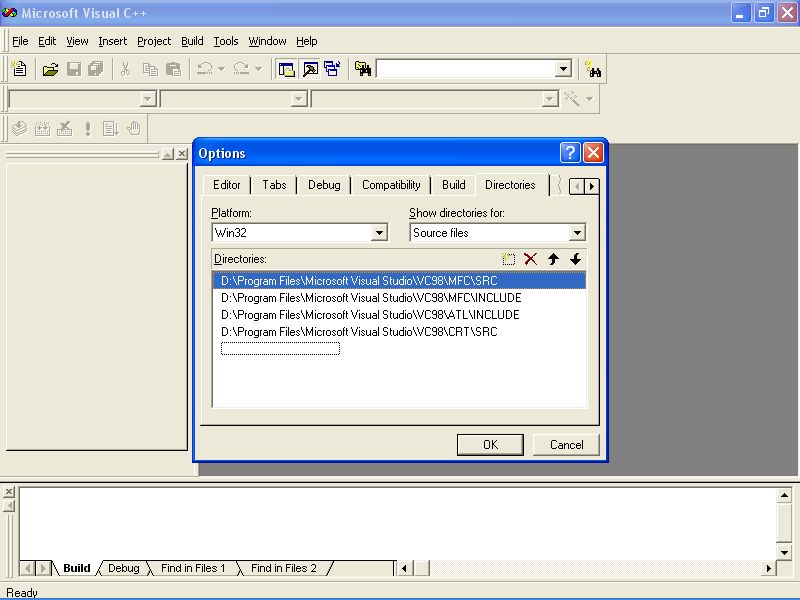 Microsoft Visual C++
File Edit View Insert Project Build Tools Window Help
Options
Editor Tabs Debug Compatibility Build Directories
Platform: Show directories for:
Win32 Source files
Directories:
D:\Program Files\Microsoft Visual Studio\VC98\MFC\SRC
D:\Program Files\Microsoft Visual Studio\VC98\MFC\INCLUDE
D:\Program Files\Microsoft Visual Studio\VC98\ATL\INCLUDE
D:\Program Files\Microsoft Visual Studio\VC98\CRT\SRC
OK Cancel
Build Debug Find in Files 1 Find in Files 2
Ready